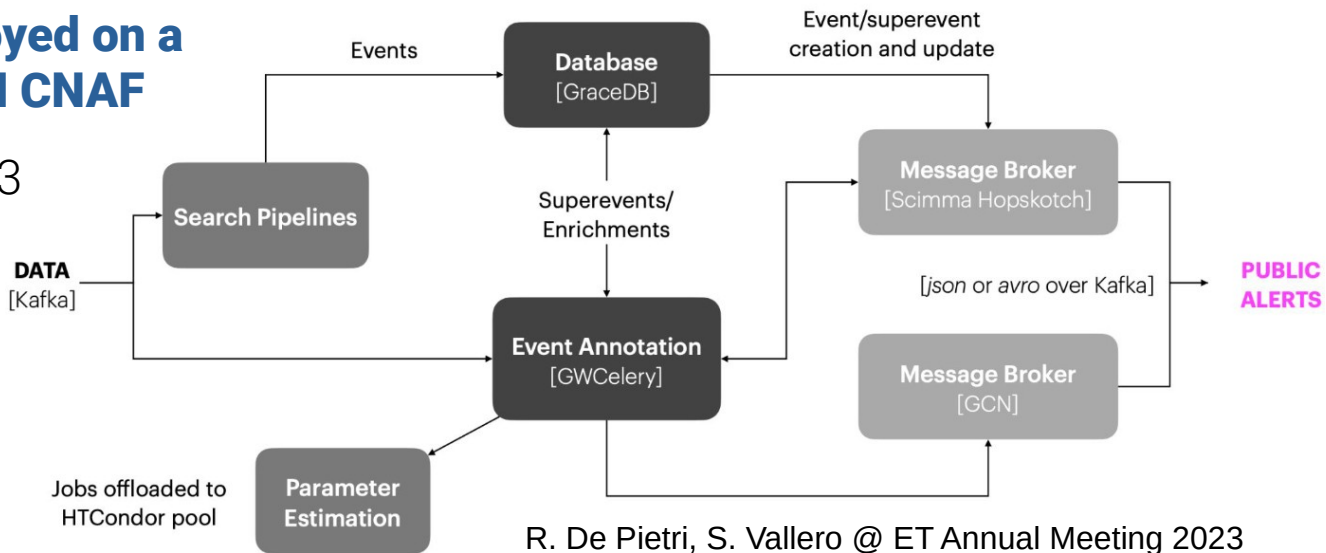 oyed on a
CNAF
3
Event/superevent
creation and update
Events
Database
[GraceDB]
Message Broker
[Scimma Hopskotch]
Search Pipelines
Superevents/
Enrichments
DATA
[Kafka]
[json or avro over Kafka]
PUBLIC
ALERTS
Event Annotation
[GWCelery]
Message Broker
[GCN]
Jobs offloaded to
HTCondor pool
Parameter
Estimation
R. De Pietri, S. Vallero @ ET Annual Meeting 2023